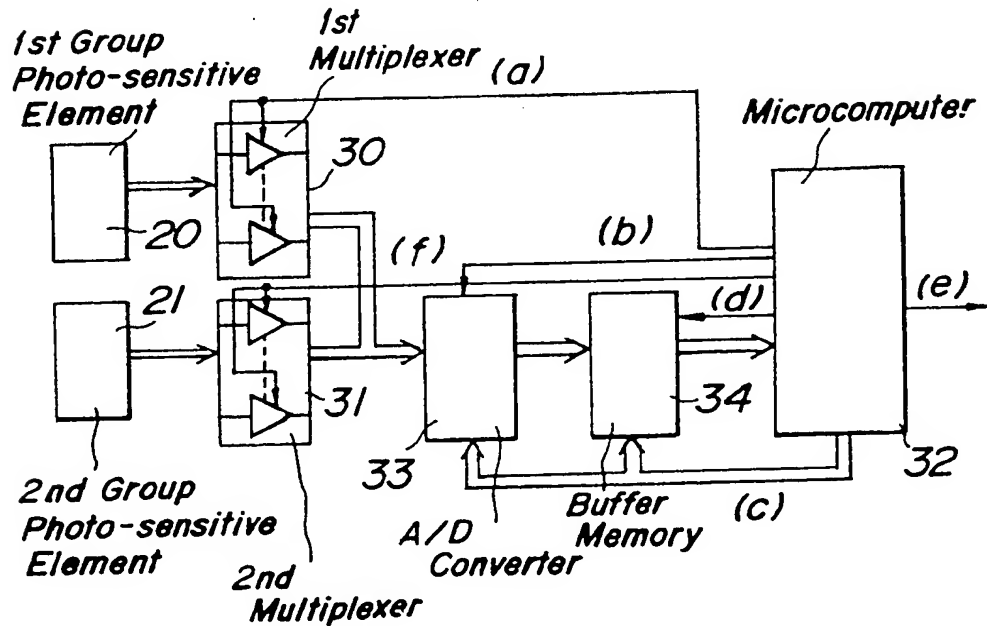 1st Group
Photo-sensitive
Element
1st
Multiplexer
(a)
Microcomputer
30
20
(f)
(b)
(e)
21
(d)
31
34
33
32
2nd Group
Photo-sensitive
Element
2nd
Multiplexer
A/D
Converter
Buffer
Memory
(c)